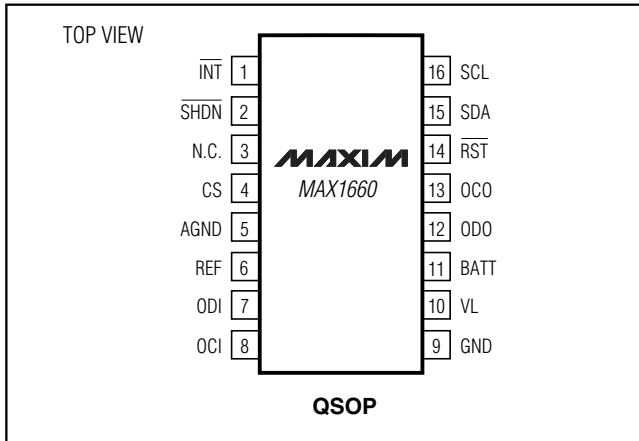 TOP VIEW
INT 1
SHDN 2
N.C. 3
CS 4
AGND 5
REF 6
ODI 7
OCI 8
MAXIM
MAX1660
16 SCL
15 SDA
14 RST
13 OCO
12 ODO
11 BATT
10 VL
9 GND
QSOP